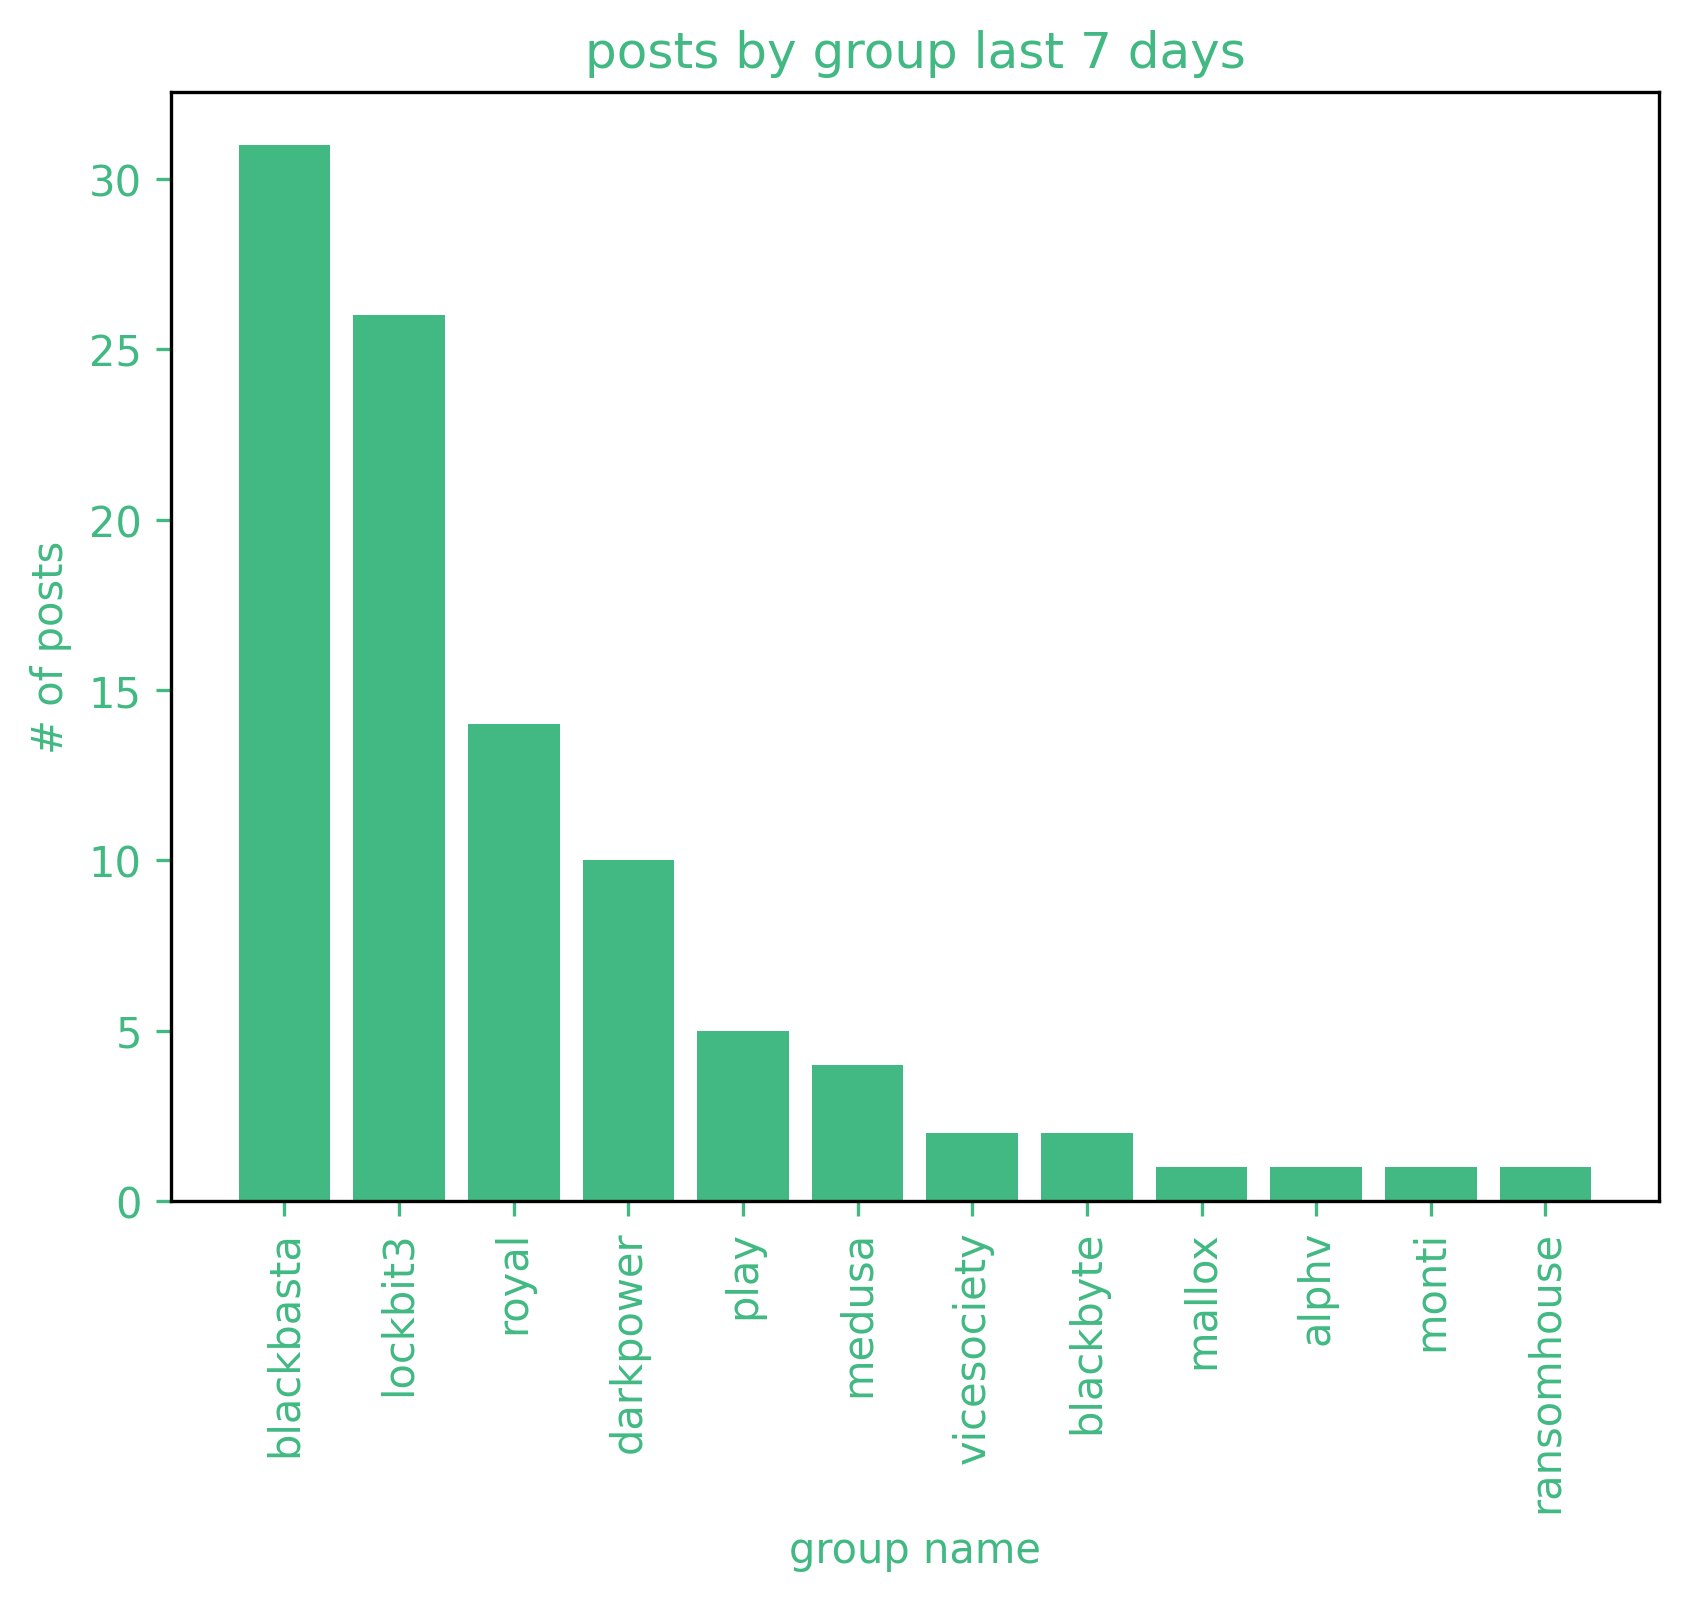 posts by group last 7 days
# of posts
30
25
20
15
10
5
0
blackbasta
lockbit3
royal
darkpower
play
medusa
vicesociety
blackbyte
mallox
alphv
monti
ransomhouse
group name